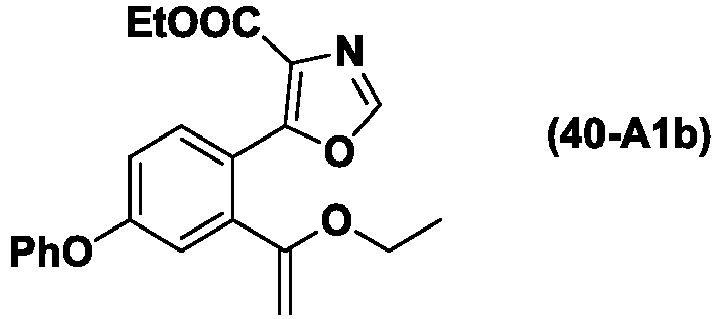 EtOOC
N
O
(40-A1b)
O
PhO